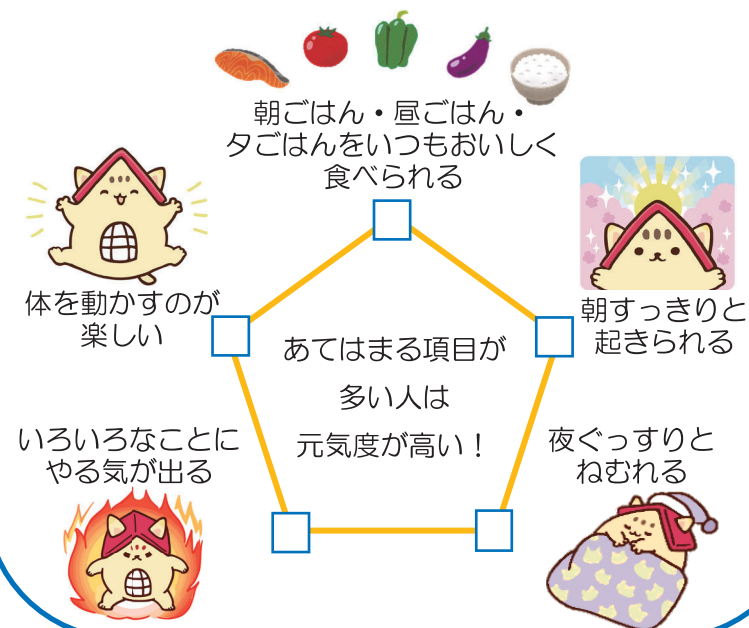 朝ごはん・昼ごはん・
夕ごはんをいつもおいしく
食べられる
朝すっきりと
起きられる
体を動かすのが
楽しい
あてはまる項目が
多い人は
元気度が高い！
いろいろなことに
やる気が出る
夜ぐっすりと
ねむれる